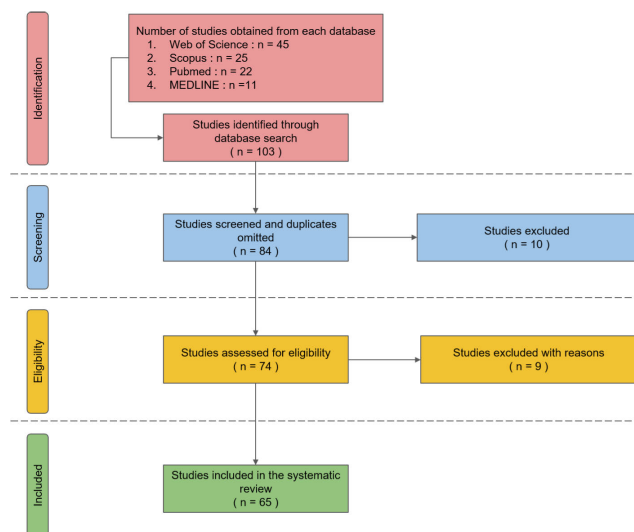 Identification
Number of studies obtained from each database
1. Web of Science : n = 45
2. Scopus : n = 25
3. Pubmed : n = 22
4. MEDLINE : n =11
Studies identified through
database search
( n = 103 )
Screening
Studies screened and duplicates
omitted
( n = 84 )
Studies excluded
( n = 10 )
Eligibility
Studies assessed for eligibility
( n = 74 )
Studies excluded with reasons
( n = 9 )
Included
Studies included in the systematic
review
( n = 65 )